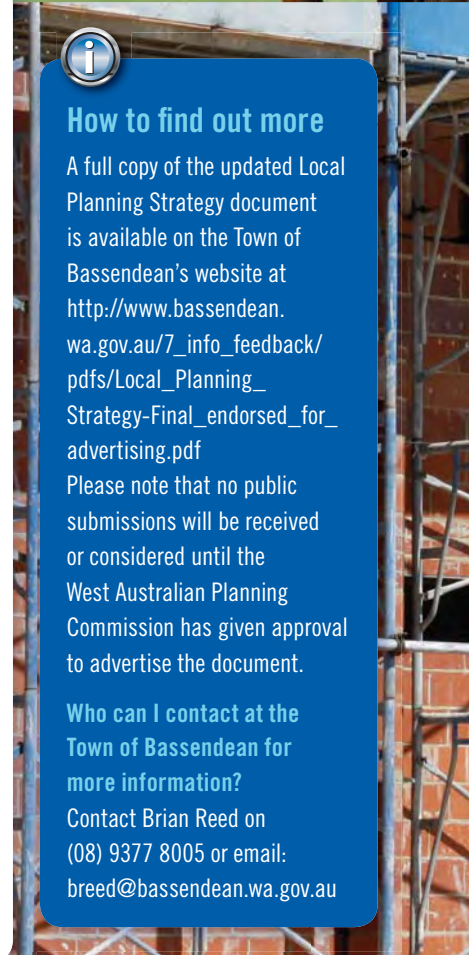 i
How to find out more
A full copy of the updated Local
Planning Strategy document
is available on the Town of
Bassendean’s website at
http://www.bassendean.
wa.gov.au/7_info_feedback/
pdfs/Local_Planning_
Strategy-Final_endorsed_for_
advertising.pdf
Please note that no public
submissions will be received
or considered until the
West Australian Planning
Commission has given approval
to advertise the document.
Who can I contact at the
Town of Bassendean for
more information?
Contact Brian Reed on
(08) 9377 8005 or email:
breed@bassendean.wa.gov.au